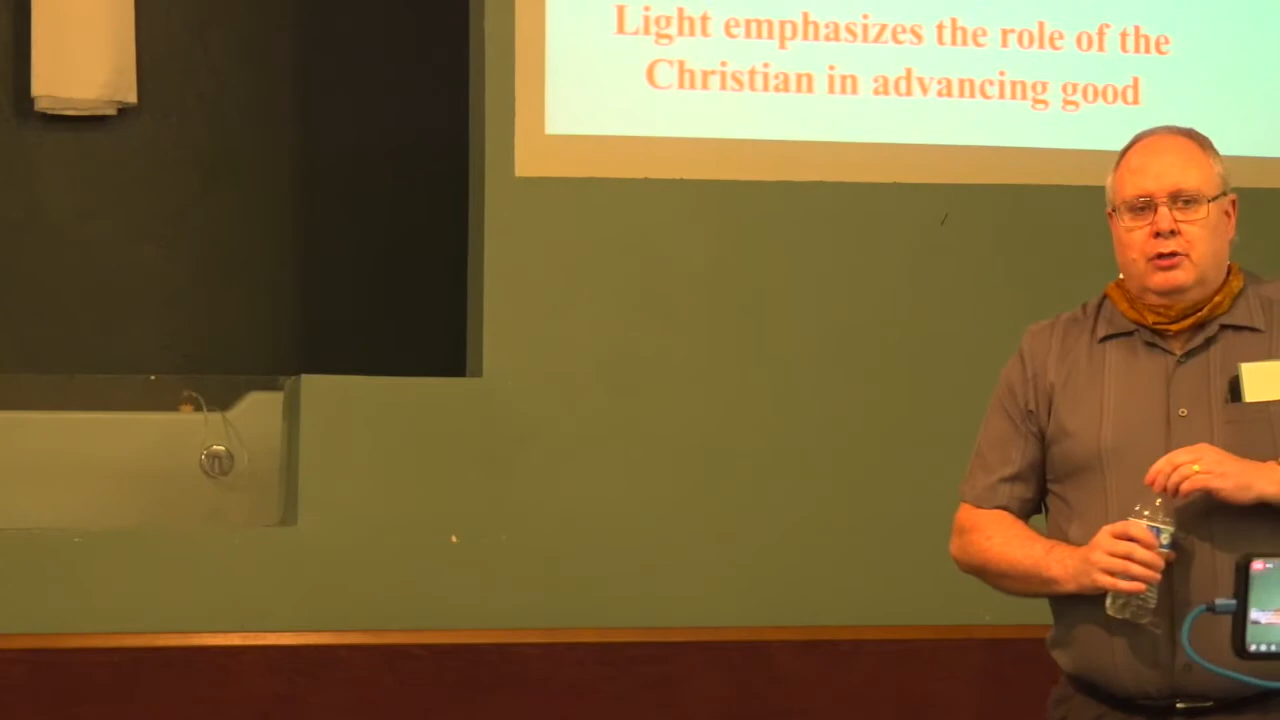 Light emphasizes the role of the
Christian in advancing good